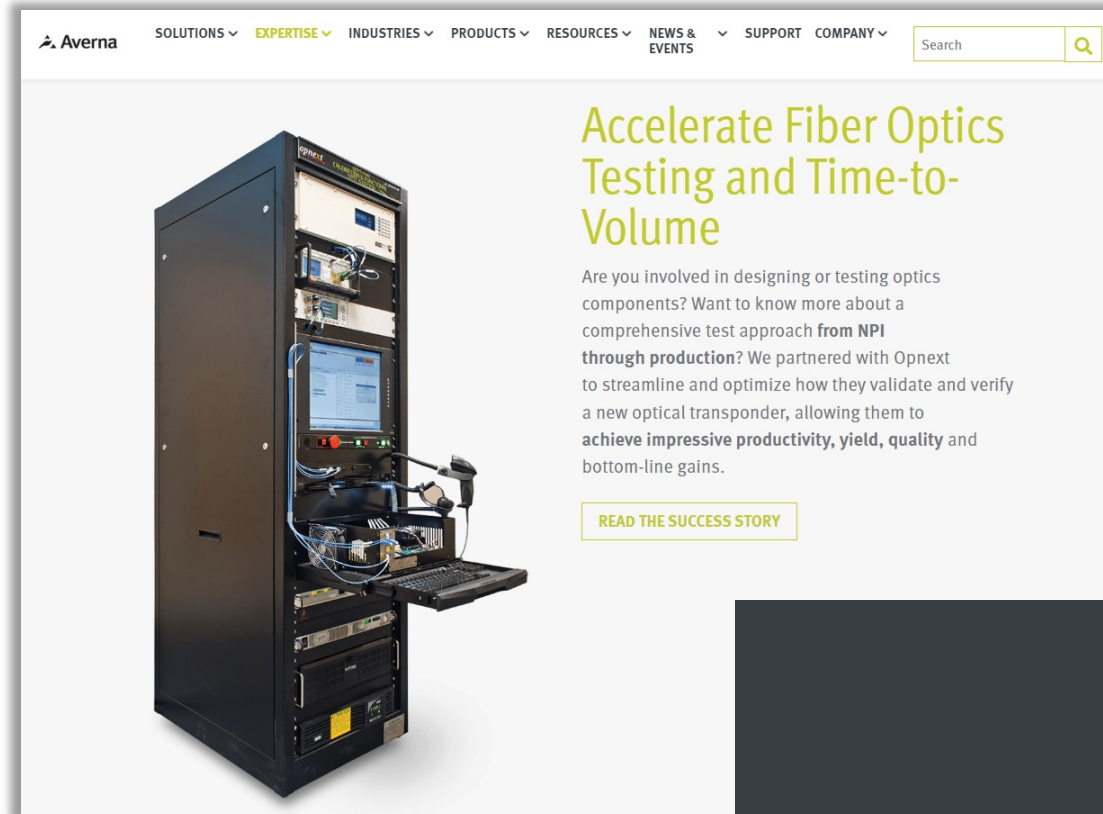 Averna
SOLUTIONS
EXPERTISE
INDUSTRIES
PRODUCTS
RESOURCES
NEWS &
EVENTS
SUPPORT
COMPANY
Search
Accelerate Fiber Optics
Testing and Time-to-
Volume
Are you involved in designing or testing optics
components? Want to know more about a
comprehensive test approach from NPI
through production? We partnered with Opnext
to streamline and optimize how they validate and verify
a new optical transponder, allowing them to
achieve impressive productivity, yield, quality and
bottom-line gains.
READ THE SUCCESS STORY
opnext